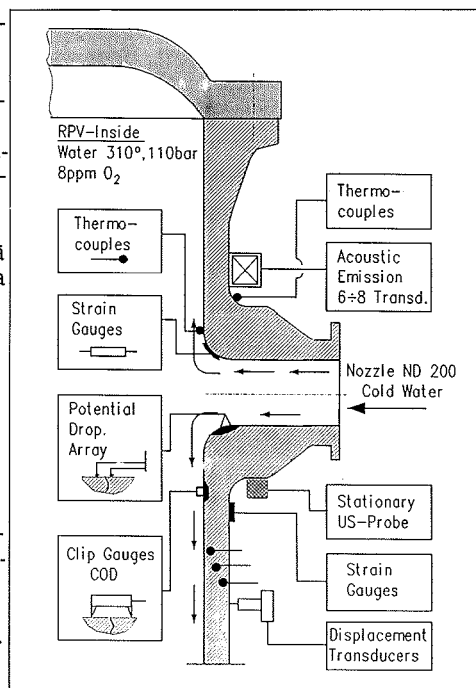 RPV-Inside
Water 310°,110bar
8ppm O₂
Thermo-
couples
Strain
Gauges
Potential
Drop.
Array
Clip Gauges
COD
Thermo-
couples
Acoustic
Emission
6÷8 Transd.
Nozzle ND 200
Cold Water
Stationary
US-Probe
Strain
Gauges
Displacement
Transducers